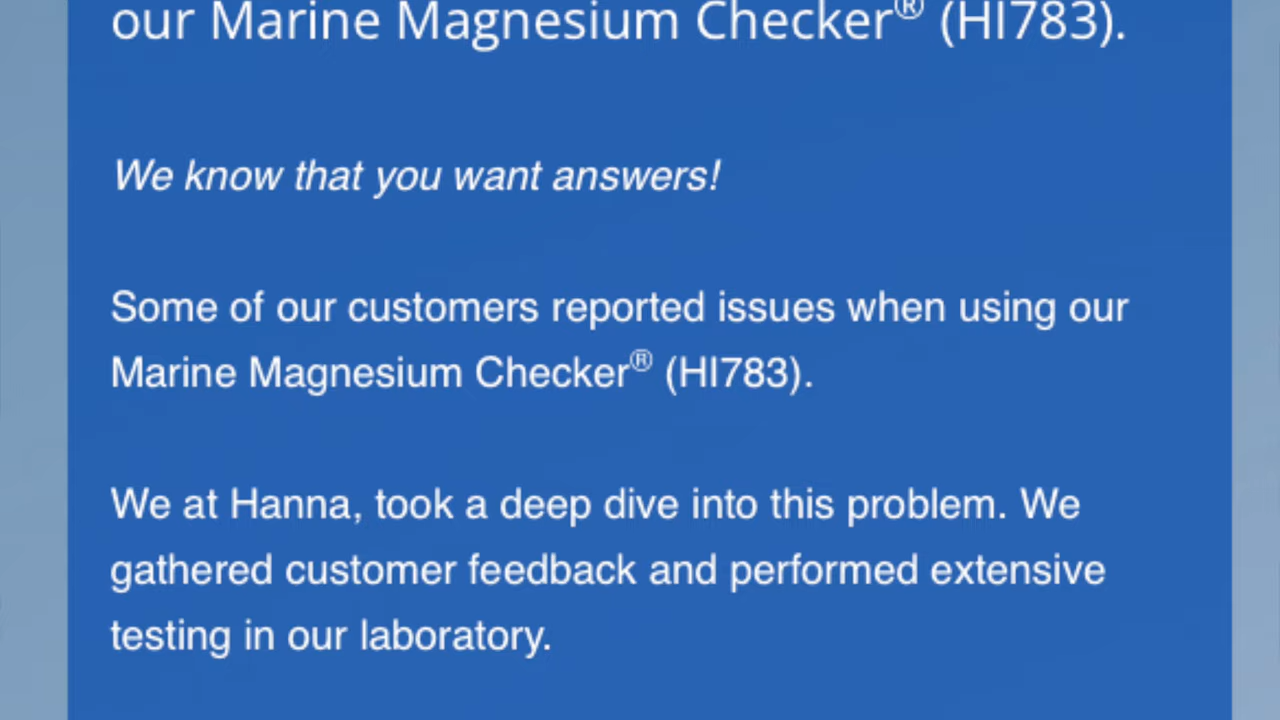 our Marine Magnesium Checker® (HI783).
We know that you want answers!
Some of our customers reported issues when using our
Marine Magnesium Checker® (HI783).
We at Hanna, took a deep dive into this problem. We
gathered customer feedback and performed extensive
testing in our laboratory.